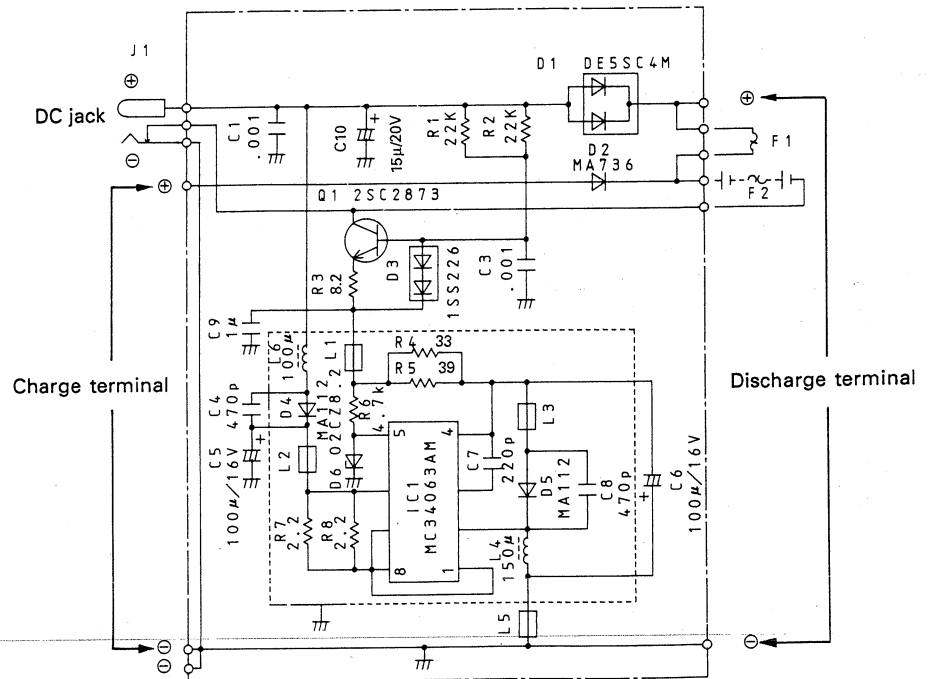 J1
⊕
DC jack
⊖
⊕
Charge terminal
⊖
⊖
D1 DE5SC4M
C1
.001
C10
15μ/20V
R1
22K
R2
22K
D2
MA736
⊕
F1
F2
Q1 2SC2873
R3
8.2
D3
1SS226
C3
.001
C9
1μ
L6
100μ
L1
R4 33
R5 39
Discharge terminal
C4
470p
D4
MA112
R6
4.7k
L3
C5
100μ/16V
L2
D6 02CZ8.2
5
4
IC1
MC34063AM
C7
220p
D5
MA112
C8
470p
C6
100μ/16V
R7
2.2
R8
2.2
8
1
L4
150μ
L5
⊖